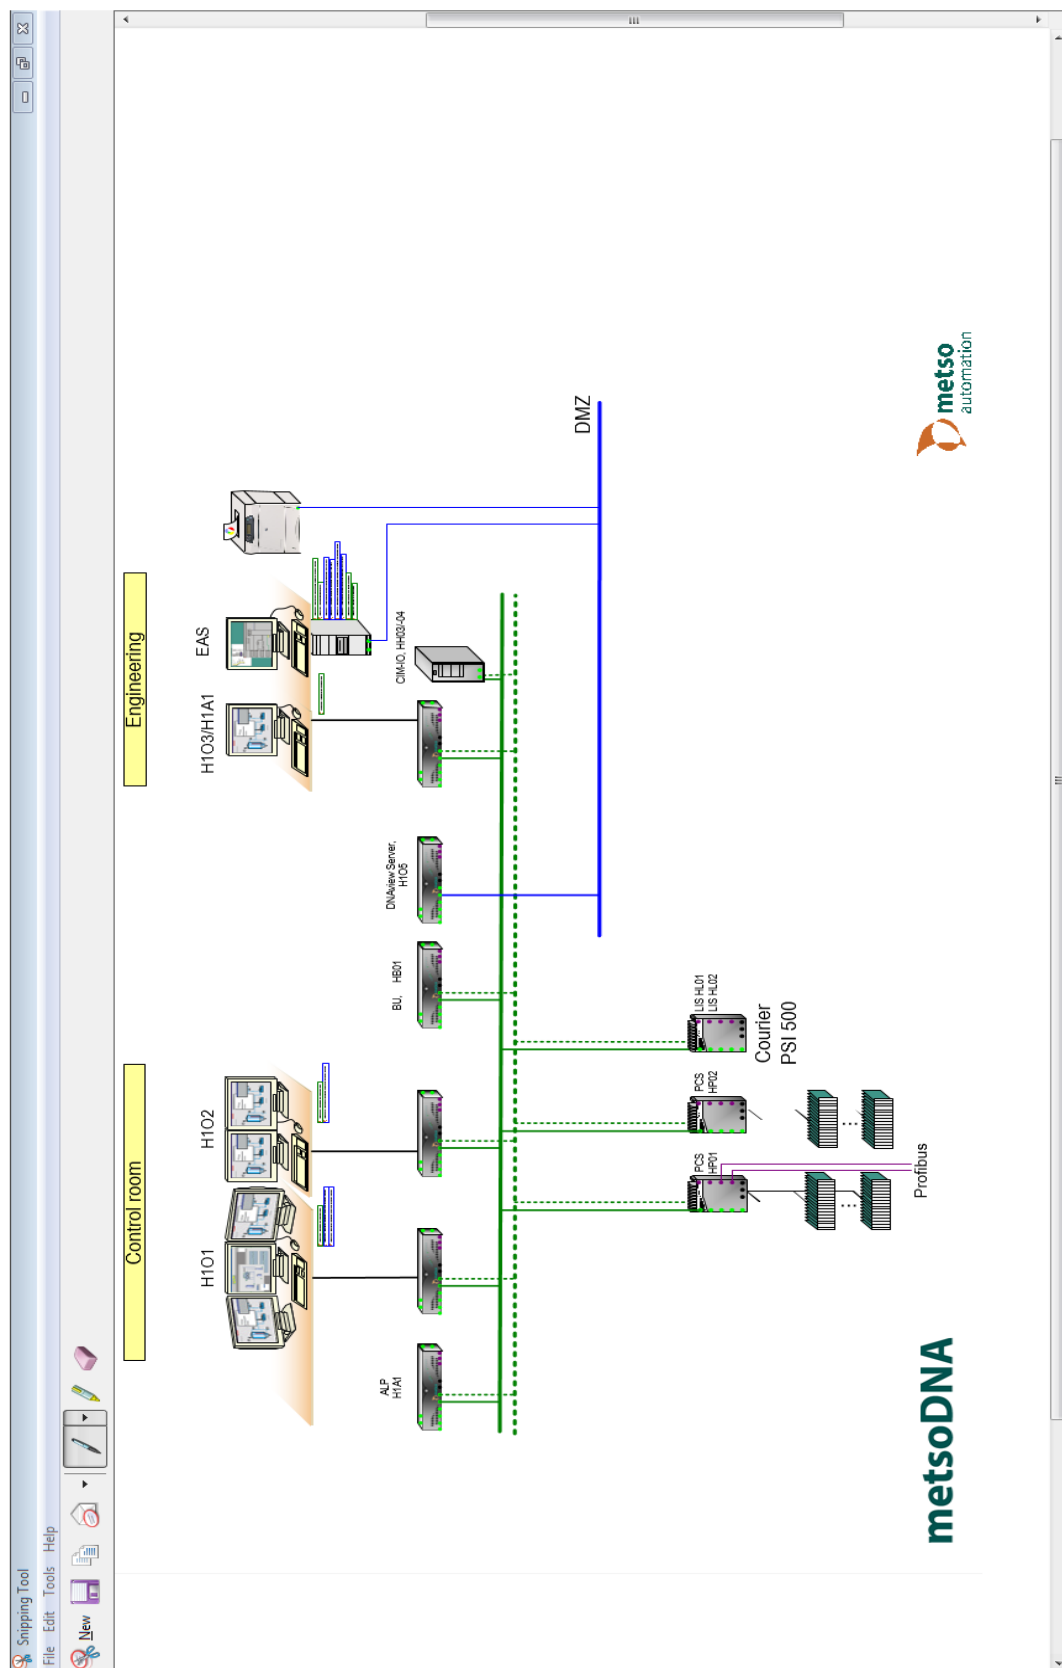 Snipping Tool
File Edit Tools Help
New
Control room
Engineering
H1O1
H1O2
H1O3/H1A1
EAS
ALP
H1A1
BU, HB01
DNAview Server,
H1O5
CIM-IO, HH03/-04
DMZ
PCS
HP01
PCS
HP02
LIS HL01
LIS HL02
Courier
PSI 500
Profibus
metsoDNA
metso
automation